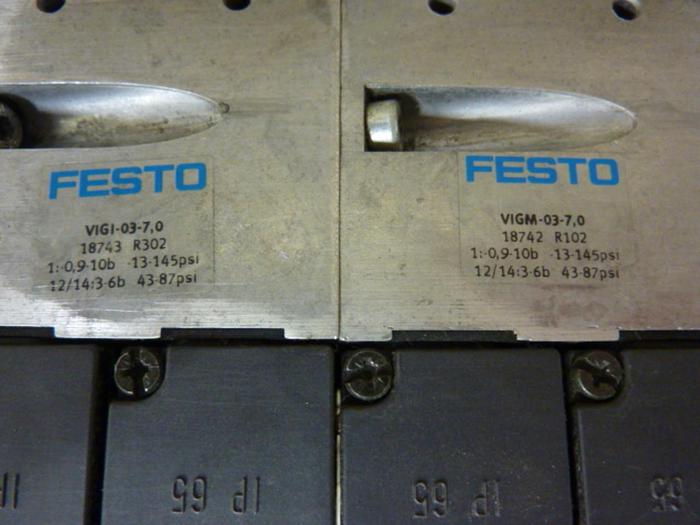 FESTO
VIGI-03-7,0
18743 R302
1:-0,9-10b -13-145psi
12/14:3-6b 43-87psi
FESTO
VIGM-03-7,0
18742 R102
1:-0,9-10b -13-145psi
12/14:3-6b 43-87psi
IP
IP 65
IP 65
65